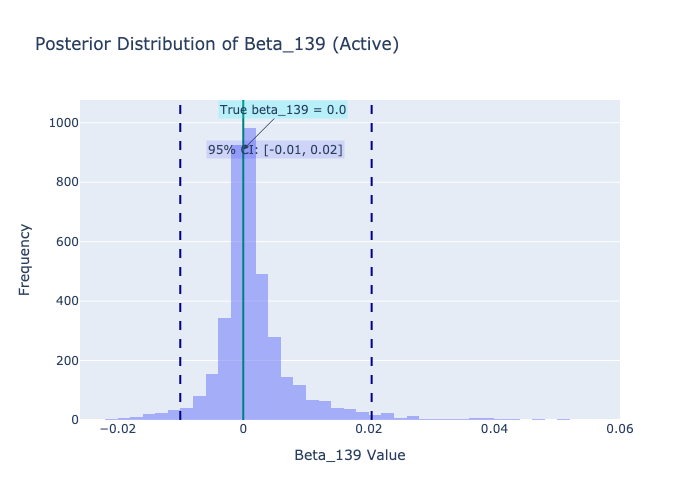 Posterior Distribution of Beta_139 (Active)
True beta_139 = 0.0
95% CI: [-0.01, 0.02]
1000
800
600
400
200
0
−0.02
0
0.02
0.04
0.06
Frequency
Beta_139 Value